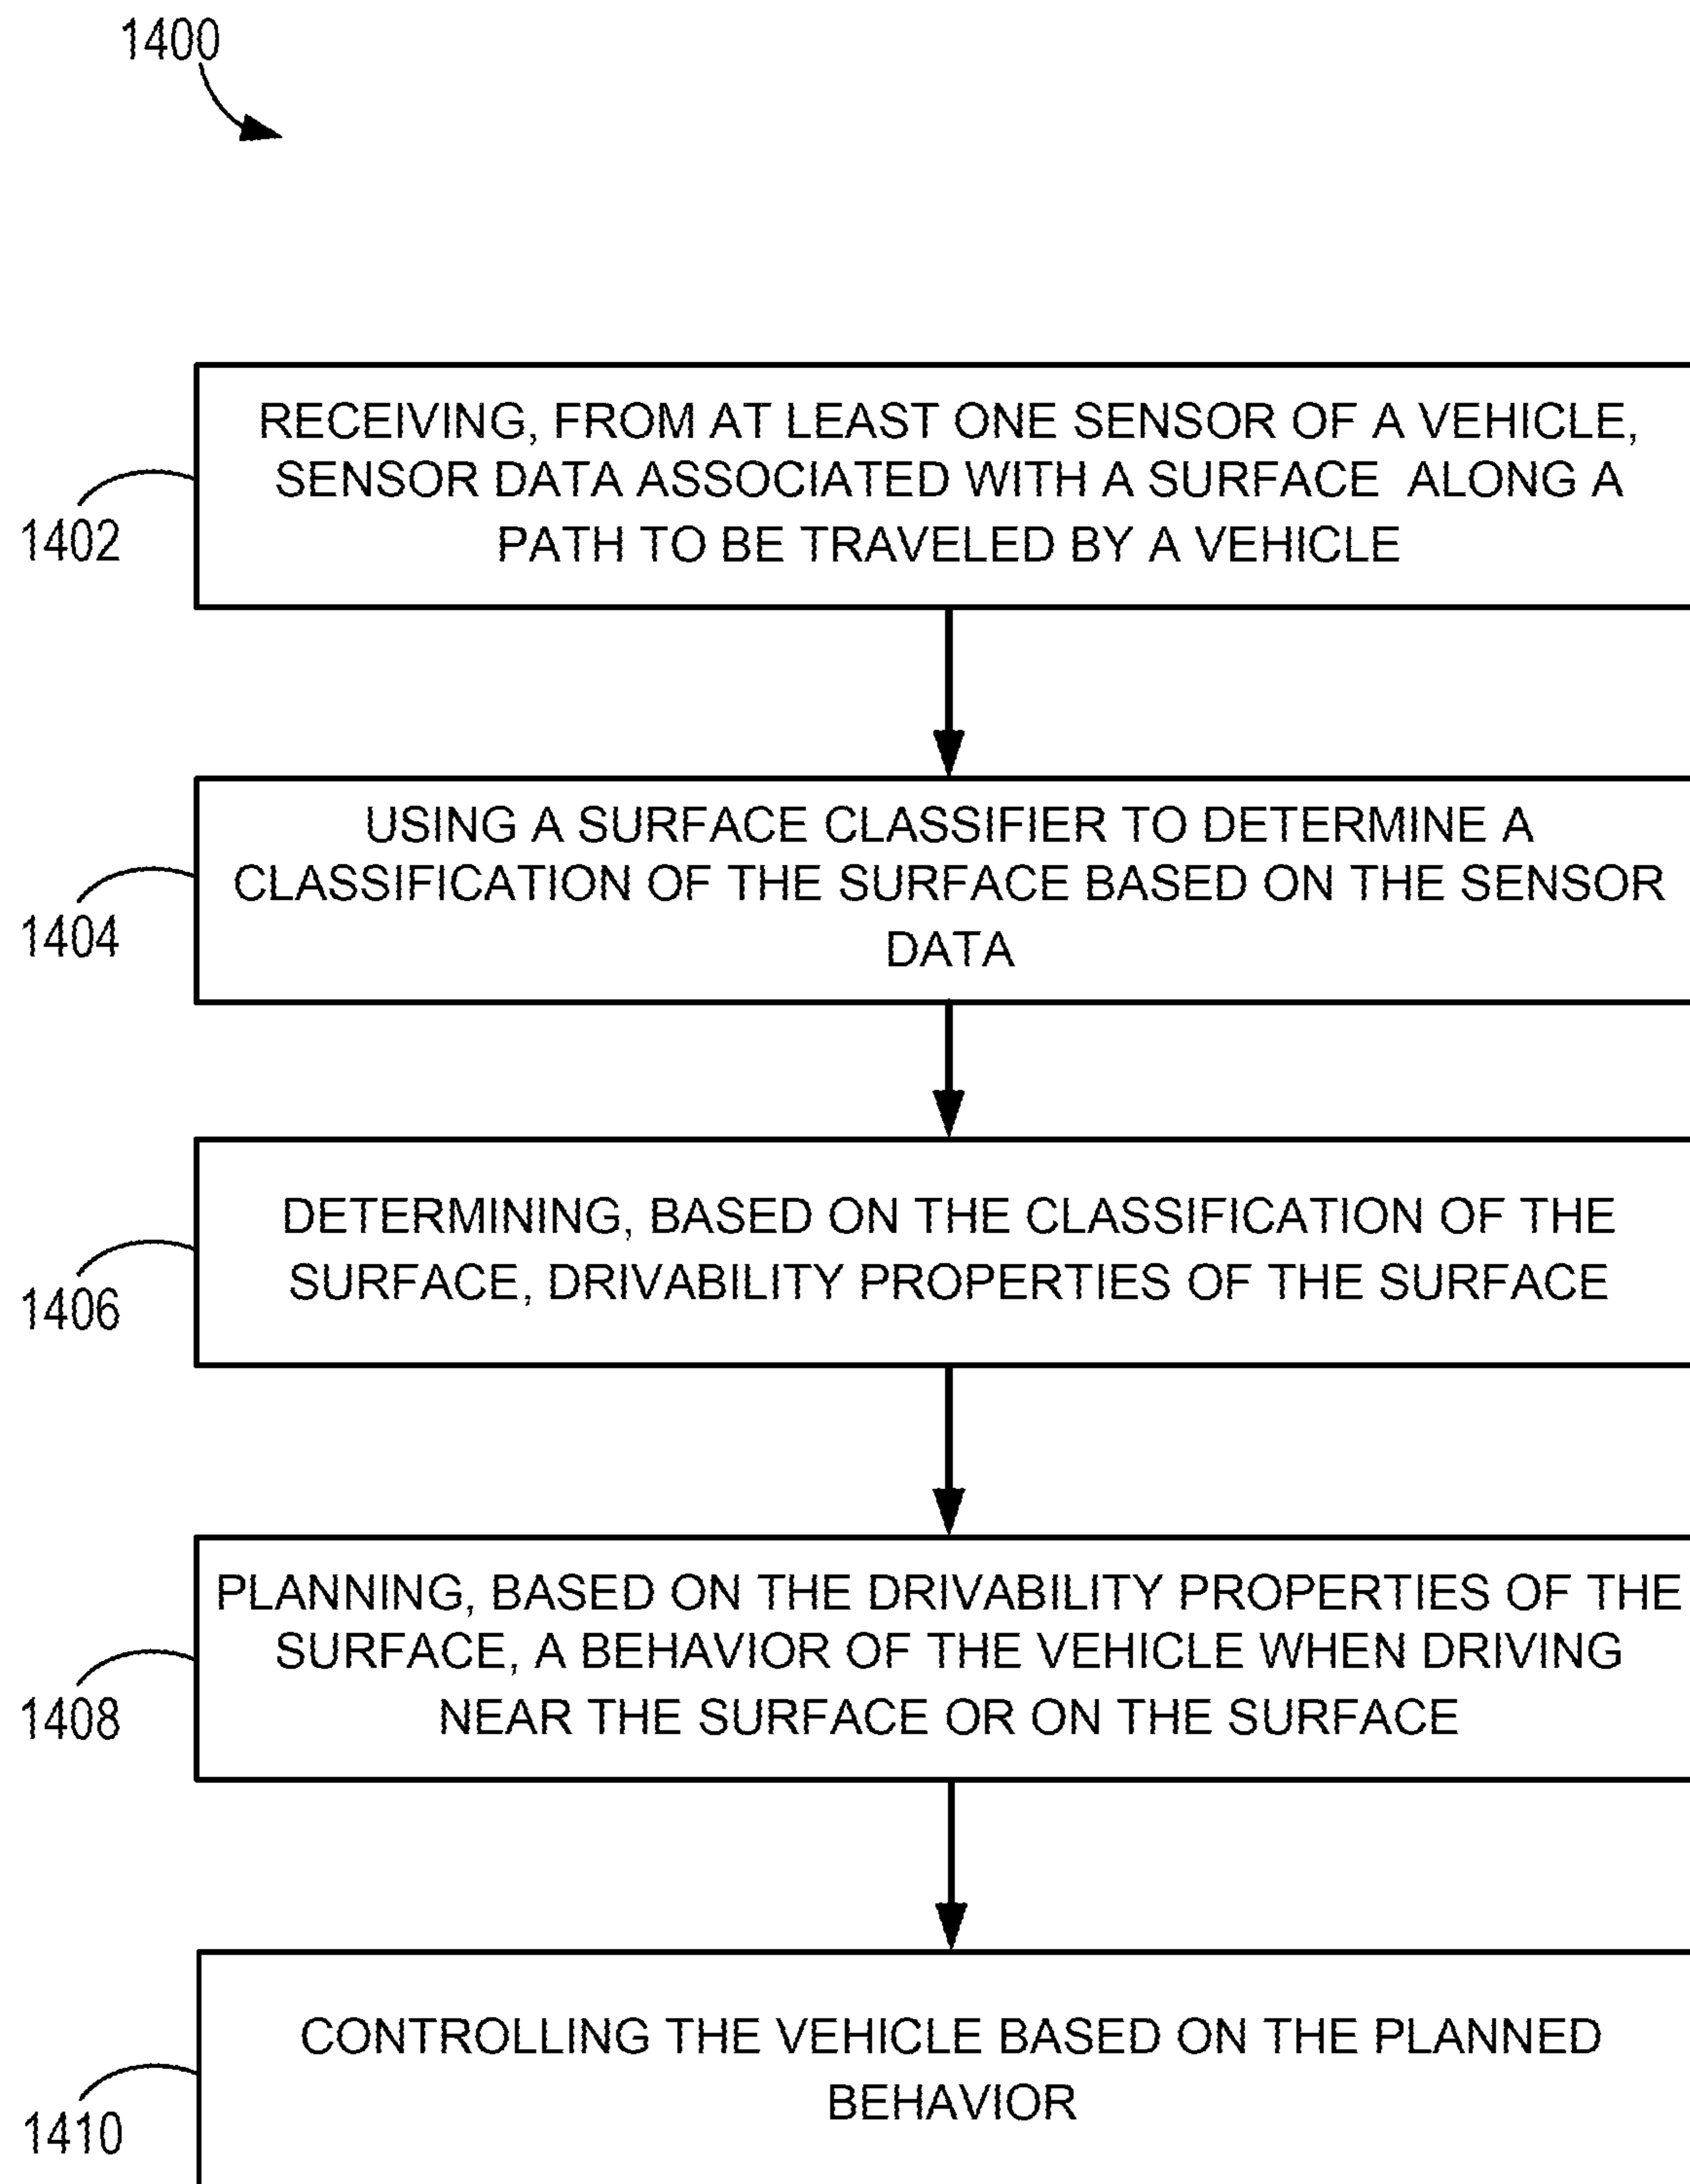 1400
RECEIVING, FROM AT LEAST ONE SENSOR OF A VEHICLE,
SENSOR DATA ASSOCIATED WITH A SURFACE ALONG A
PATH TO BE TRAVELED BY A VEHICLE
1402
USING A SURFACE CLASSIFIER TO DETERMINE A
CLASSIFICATION OF THE SURFACE BASED ON THE SENSOR
DATA
1404
DETERMINING, BASED ON THE CLASSIFICATION OF THE
SURFACE, DRIVABILITY PROPERTIES OF THE SURFACE
1406
PLANNING, BASED ON THE DRIVABILITY PROPERTIES OF THE
SURFACE, A BEHAVIOR OF THE VEHICLE WHEN DRIVING
NEAR THE SURFACE OR ON THE SURFACE
1408
CONTROLLING THE VEHICLE BASED ON THE PLANNED
BEHAVIOR
1410